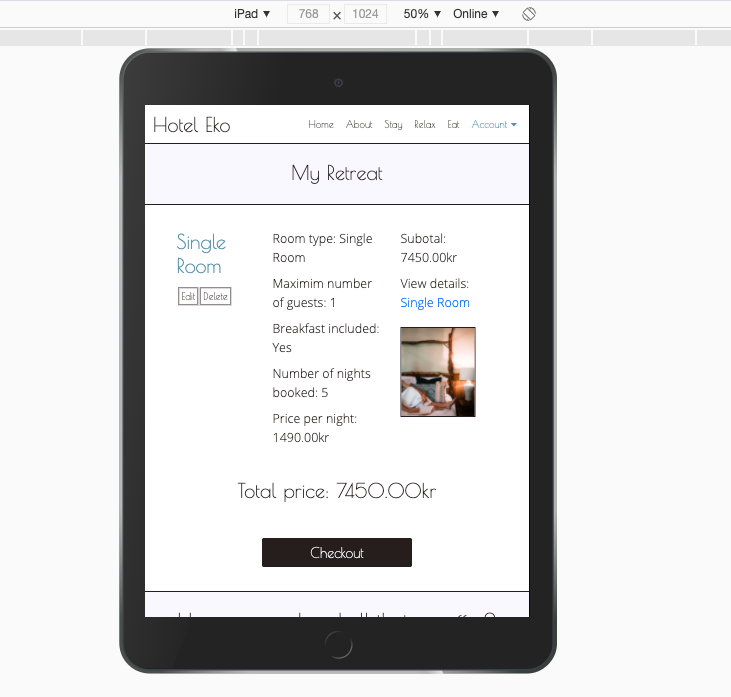 iPad ▼ 768 × 1024 50% ▼ Online ▼
Hotel Eko Home About Stay Relax Eat Account
My Retreat
Single
Room
Edit Delete
Room type: Single
Room
Maximim number
of guests: 1
Breakfast included:
Yes
Number of nights
booked: 5
Price per night:
1490.00kr
Subotal:
7450.00kr
View details:
Single Room
Total price: 7450.00kr
Checkout